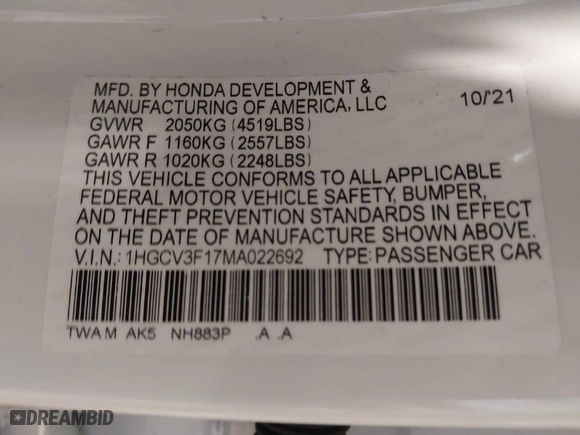 MFD. BY HONDA DEVELOPMENT &
MANUFACTURING OF AMERICA, LLC 10/'21
GVWR 2050KG (4519LBS)
GAWR F 1160KG (2557LBS)
GAWR R 1020KG (2248LBS)
THIS VEHICLE CONFORMS TO ALL APPLICABLE
FEDERAL MOTOR VEHICLE SAFETY, BUMPER,
AND THEFT PREVENTION STANDARDS IN EFFECT
ON THE DATE OF MANUFACTURE SHOWN ABOVE.
V.I.N.: 1HGCV3F17MA022692 TYPE: PASSENGER CAR
TWA M AK5 NH883P .A .A
DREAMBID